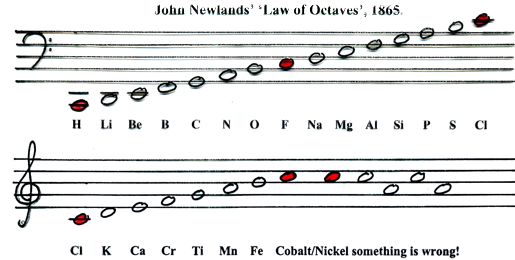 John Newlands' 'Law of Octaves', 1865.
H Li Be B C N O F Na Mg Al Si P S Cl
Cl K Ca Cr Ti Mn Fe Cobalt/Nickel something is wrong!